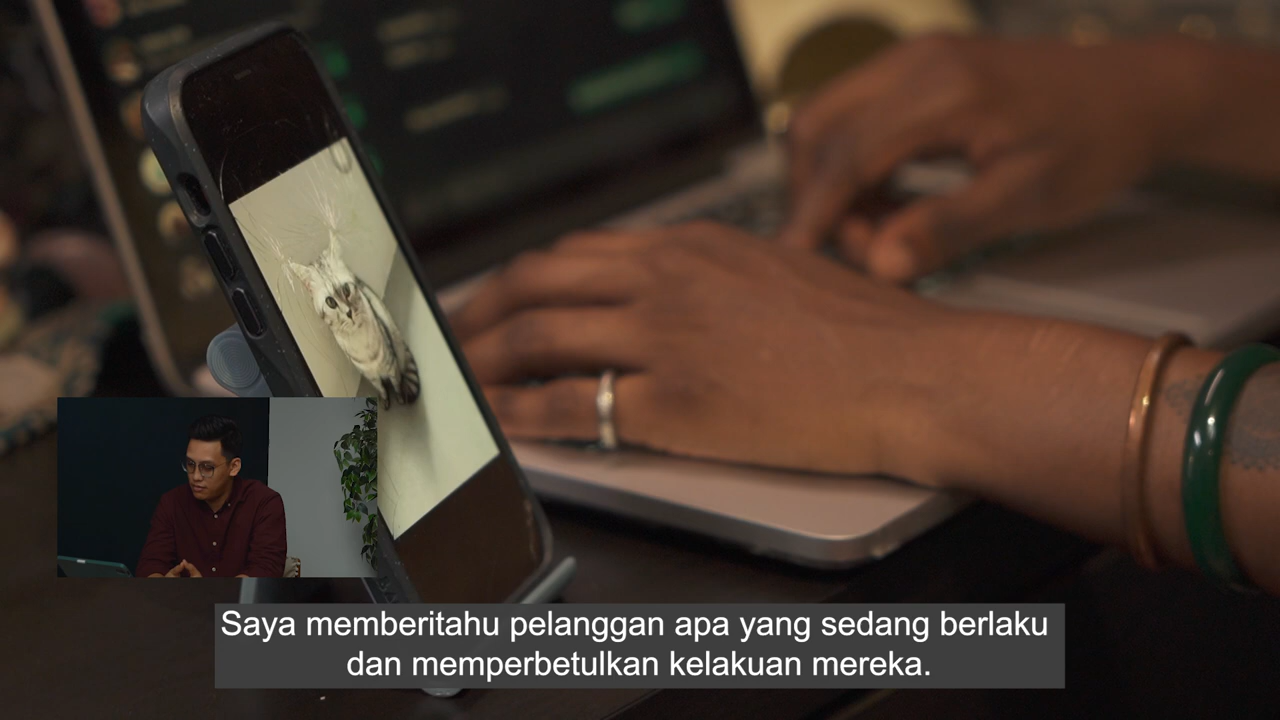 Saya memberitahu pelanggan apa yang sedang berlaku
dan memperbetulkan kelakuan mereka.